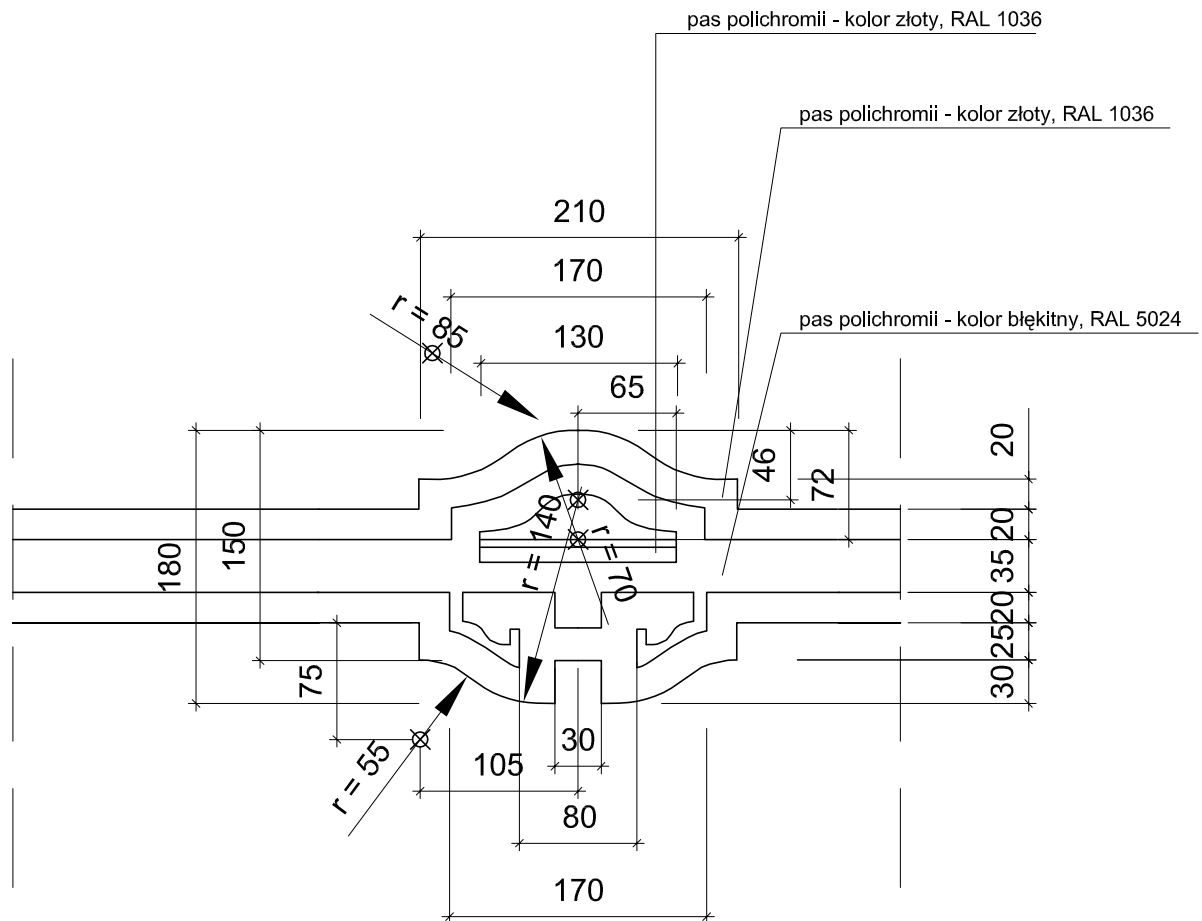 pas polichromii - kolor złoty, RAL 1036
pas polichromii - kolor złoty, RAL 1036
210
170
r = 85
pas polichromii - kolor błękitny, RAL 5024
130
65
20
46
72
r = 140
r = 70
180
150
20
35
20
25
30
75
30
105
r = 55
80
170